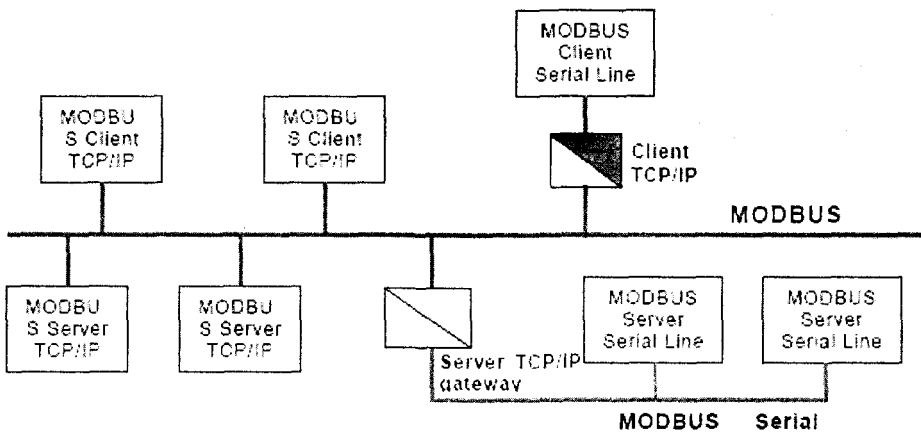 MODBUS
Client
Serial Line
MODBU
S Client
TCP/IP
MODBU
S Client
TCP/IP
Client
TCP/IP
MODBUS
MODBU
S Server
TCP/IP
MODBU
S Server
TCP/IP
Server TCP/IP
gateway
MODBUS
Server
Serial Line
MODBUS
Server
Serial Line
MODBUS Serial